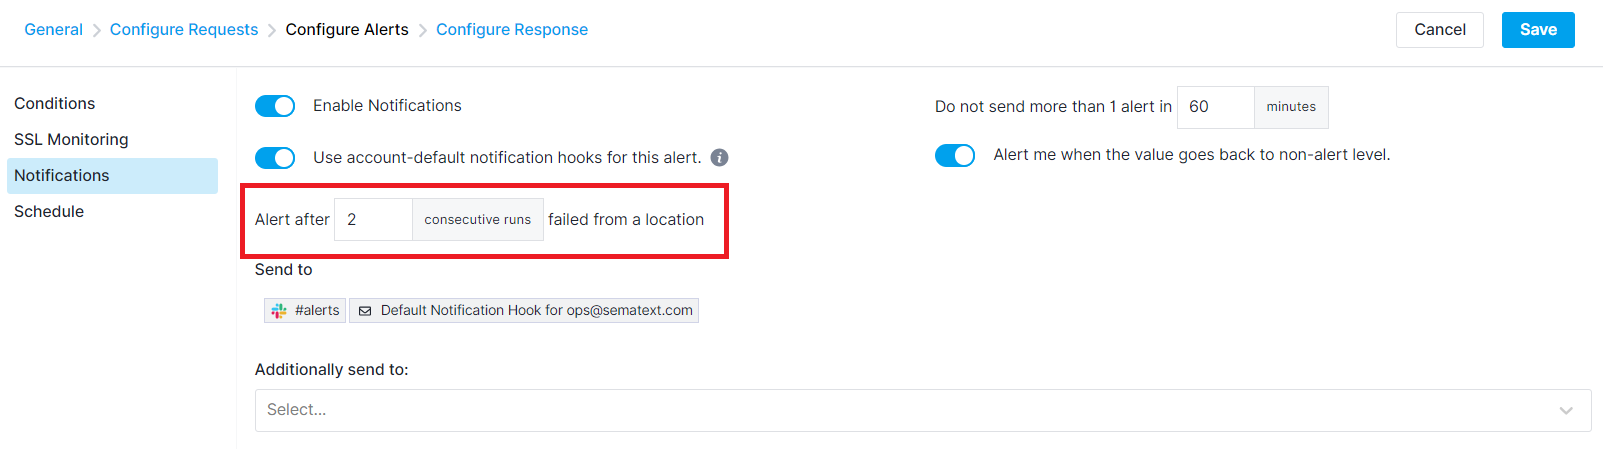 General > Configure Requests > Configure Alerts > Configure Response
Cancel
Save
Conditions
SSL Monitoring
Notifications
Schedule
Enable Notifications
Do not send more than 1 alert in 60 minutes
Use account-default notification hooks for this alert.
Alert me when the value goes back to non-alert level.
Alert after 2 consecutive runs failed from a location
Send to
#alerts
Default Notification Hook for ops@sematext.com
Additionally send to:
Select...